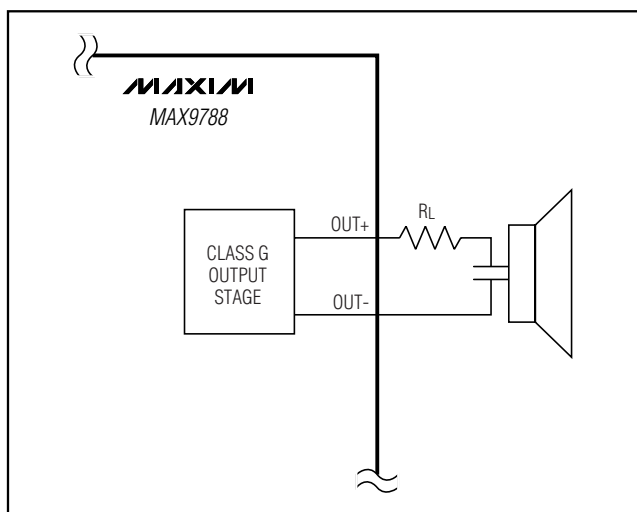 MAXIM
MAX9788
CLASS G
OUTPUT
STAGE
OUT+
RL
OUT-